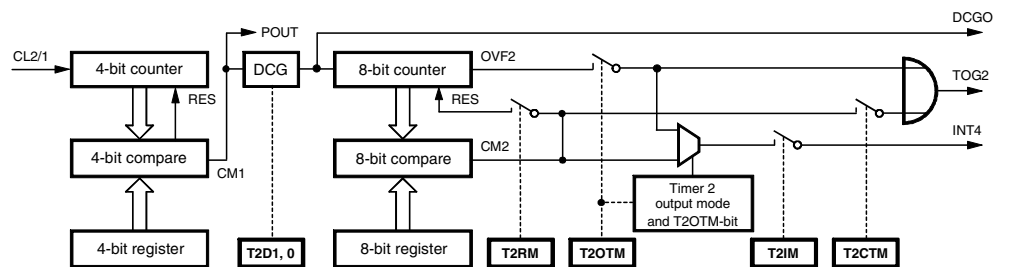 DCGO
POUT
CL2/1
4-bit counter
DCG
8-bit counter
OVF2
TOG2
RES
RES
4-bit compare
CM1
8-bit compare
CM2
INT4
Timer 2
output mode
and T2OTM-bit
4-bit register
T2D1, 0
8-bit register
T2RM
T2OTM
T2IM
T2CTM